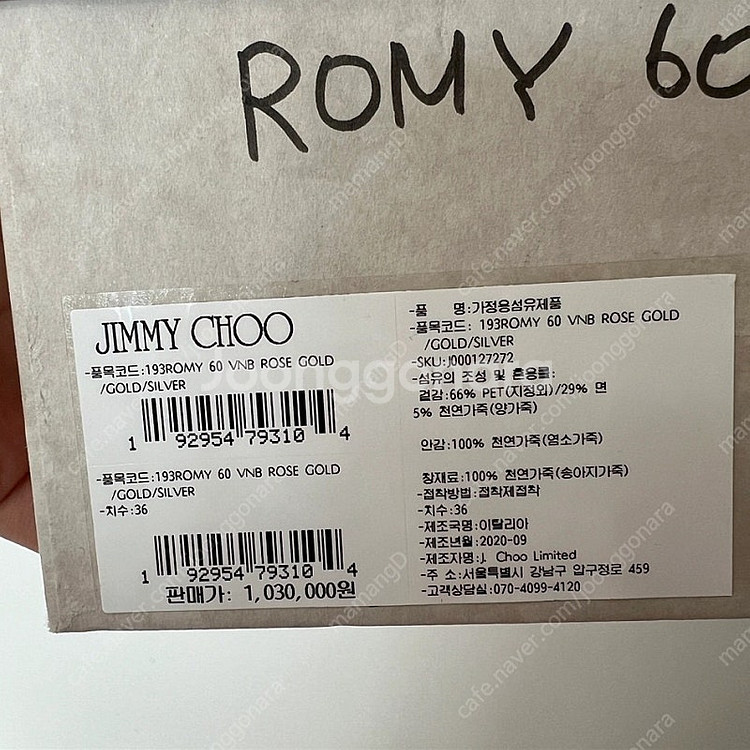 ROMY 60
JIMMY CHOO
-품목코드:193ROMY 60 VNB ROSE GOLD
/GOLD/SILVER
1 92954 79310 4
-품목코드:193ROMY 60 VNB ROSE GOLD
/GOLD/SILVER
-치수:36
1 92954 79310 4
판매가: 1,030,000원
-품 명:가정용섬유제품
-품목코드: 193ROMY 60 VNB ROSE GOLD
/GOLD/SILVER
-SKU:J000127272
-섬유의 조성 및 혼용률:
겉감:66% PET(지정외)/29% 면
5% 천연가죽(양가죽)
안감:100% 천연가죽(염소가죽)
창재료:100% 천연가죽(송아지가죽)
-접착방법:접착제접착
-치수:36
-제조국명:이탈리아
-제조년월:2020-09
-제조자명:J. Choo Limited
-주 소:서울특별시 강남구 압구정로 459
-고객상담실:070-4099-4120
Joonggonara
cafe.naver.com/joonggonara
mamangD